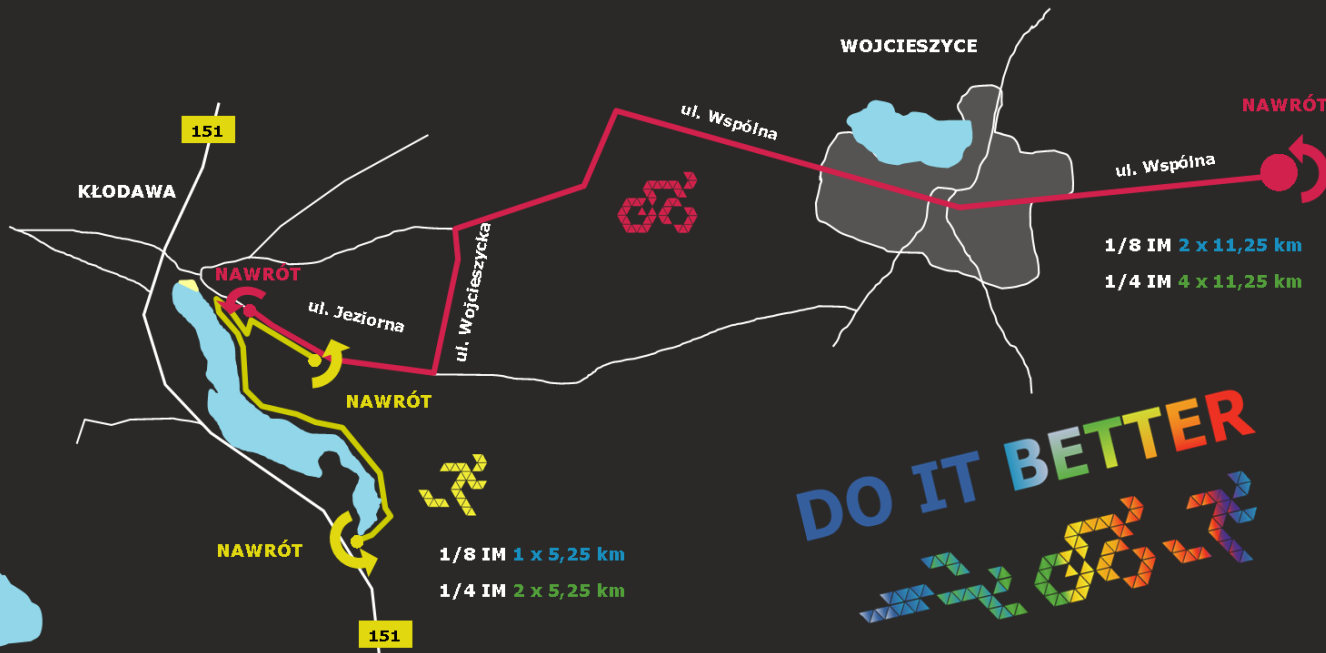 WOJCIESZYCE
ul. Wspólna
NAWRÓT
151
KŁODAWA
ul. Wspólna
ul. Wojcieszycka
1/8 IM 2 x 11,25 km
NAWRÓT
1/4 IM 4 x 11,25 km
ul. Jeziorna
NAWRÓT
DO IT BETTER
NAWRÓT
1/8 IM 1 x 5,25 km
1/4 IM 2 x 5,25 km
151